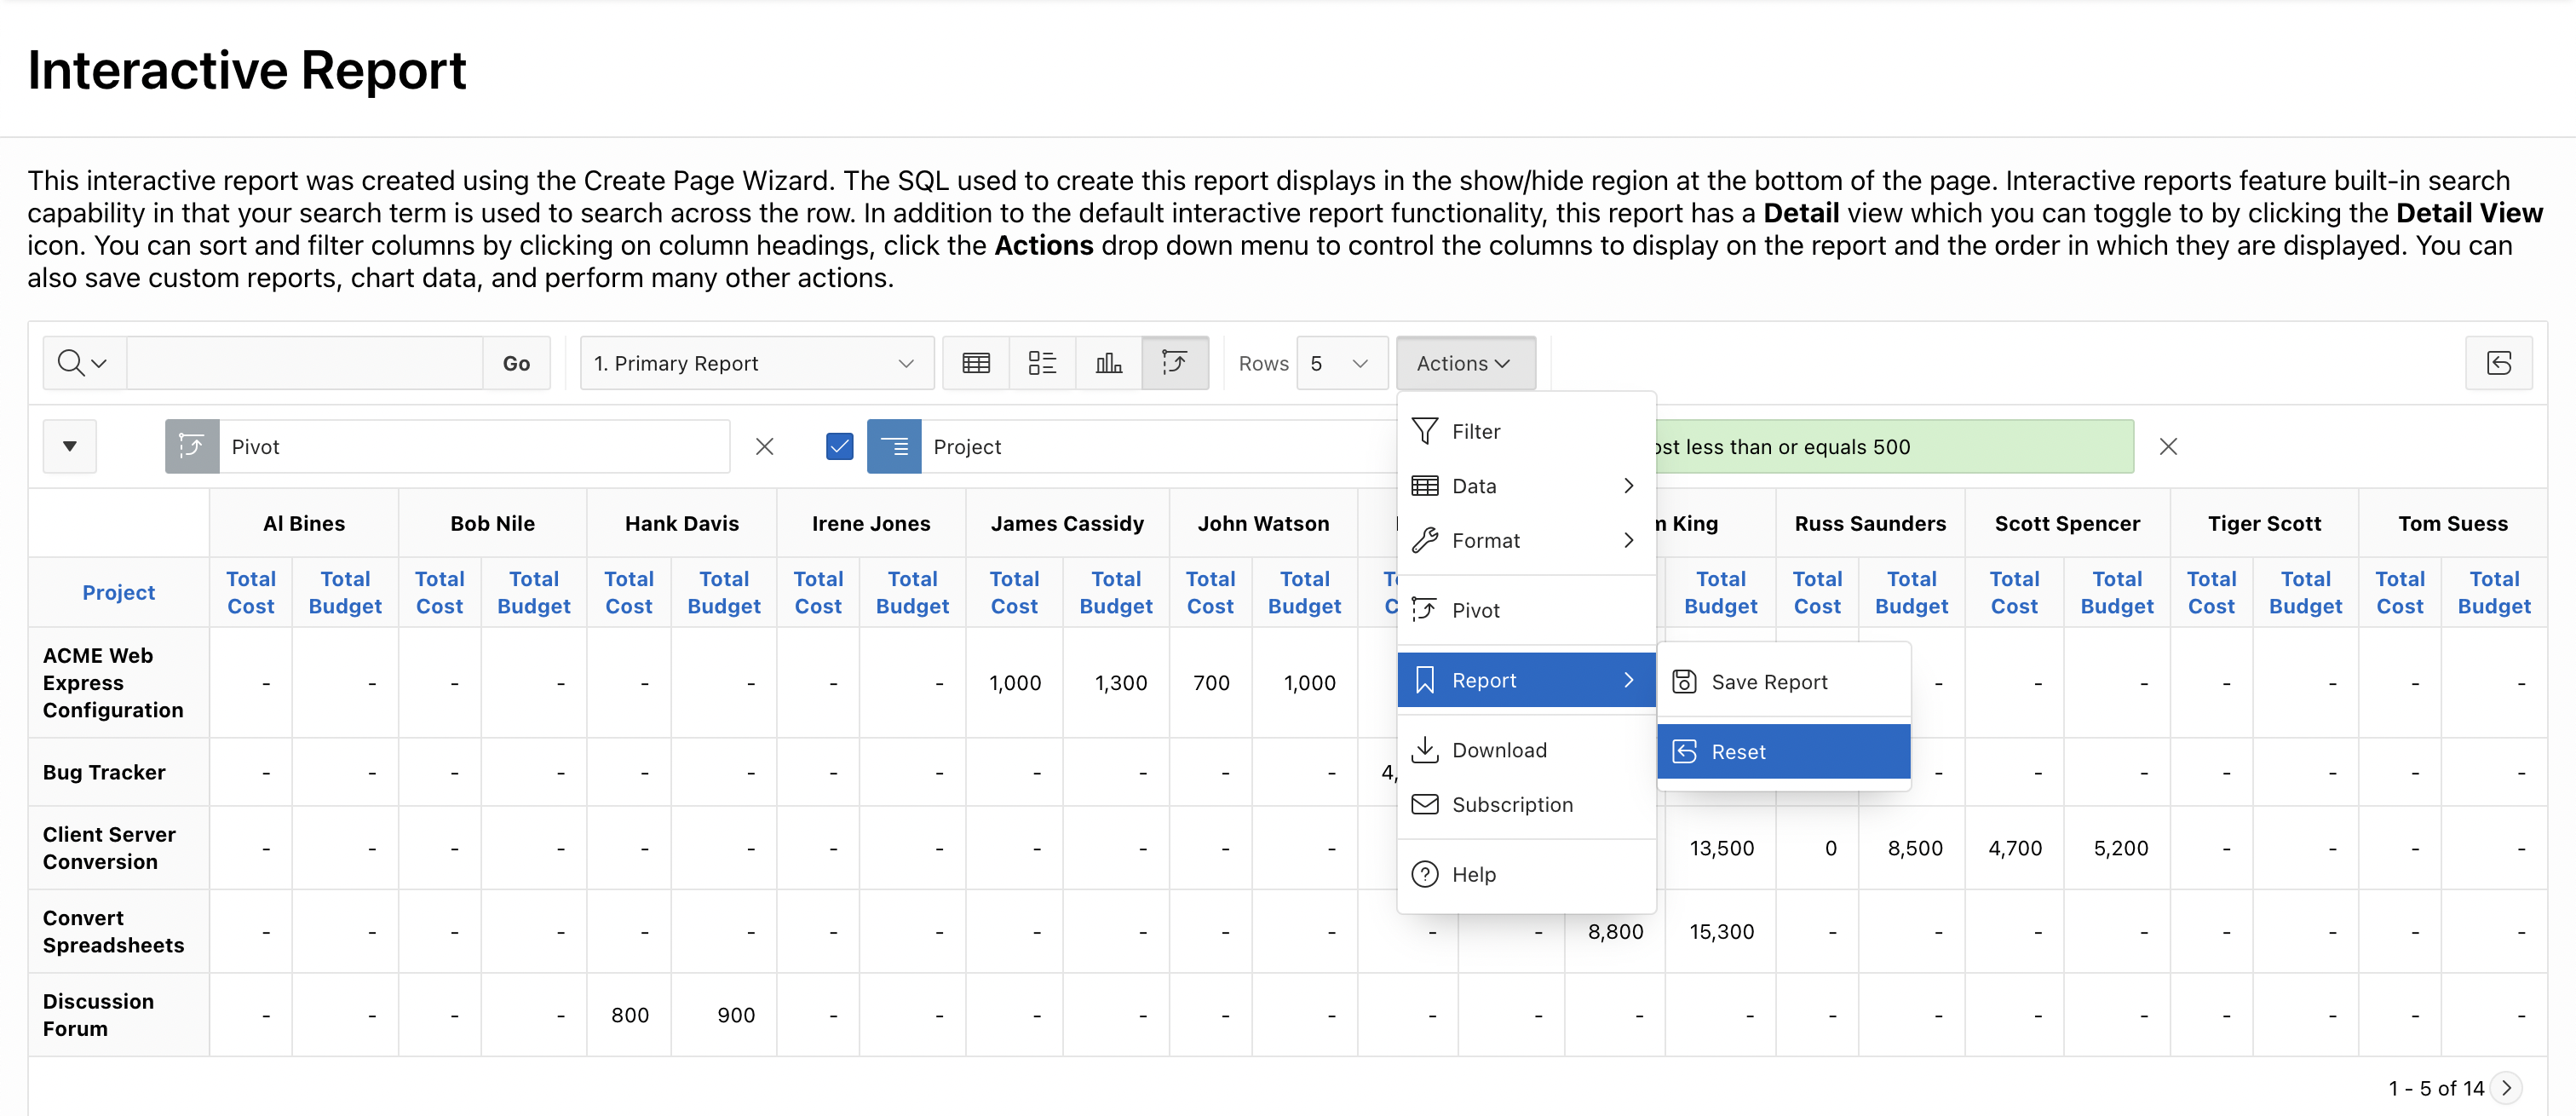 Interactive Report
This interactive report was created using the Create Page Wizard. The SQL used to create this report displays in the show/hide region at the bottom of the page. Interactive reports feature built-in search
capability in that your search term is used to search across the row. In addition to the default interactive report functionality, this report has a Detail view which you can toggle to by clicking the Detail View
icon. You can sort and filter columns by clicking on column headings, click the Actions drop down menu to control the columns to display on the report and the order in which they are displayed. You can
also save custom reports, chart data, and perform many other actions.
Go 1. Primary Report Rows 5 Actions
Pivot Project less than or equals 500
Filter
Data
Format
Pivot
Report
Download
Subscription
Help
Save Report
Reset
Al Bines Bob Nile Hank Davis Irene Jones James Cassidy John Watson King Russ Saunders Scott Spencer Tiger Scott Tom Suess
Project Total Cost Total Budget Total Cost Total Budget Total Cost Total Budget Total Cost Total Budget Total Cost Total Budget Total Cost Total Budget Total Budget Total Cost Total Budget Total Cost Total Budget Total Cost Total Budget Total Cost Total Budget
ACME Web
Express
Configuration
- - - - - - - - 1,000 1,300 700 1,000 - - - - - - -
Bug Tracker - - - - - - - - - - - - - - - - - - -
Client Server
Conversion
- - - - - - - - - - - - 13,500 0 8,500 4,700 5,200 - - - -
Convert
Spreadsheets
- - - - - - - - - - - - - - 8,800 15,300 - - - - - - - -
Discussion
Forum
- - - - 800 900 - - - - - - - - - - - - - - - - - -
1 - 5 of 14